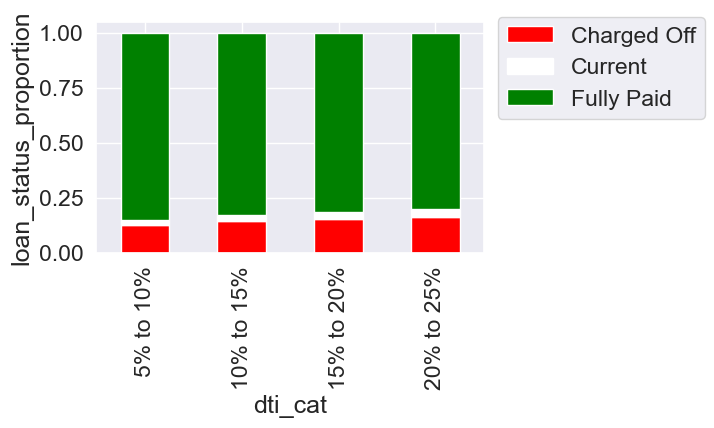 loan_status_proportion
1.00
0.75
0.50
0.25
0.00
5% to 10%
10% to 15%
15% to 20%
20% to 25%
dti_cat
Charged Off
Current
Fully Paid